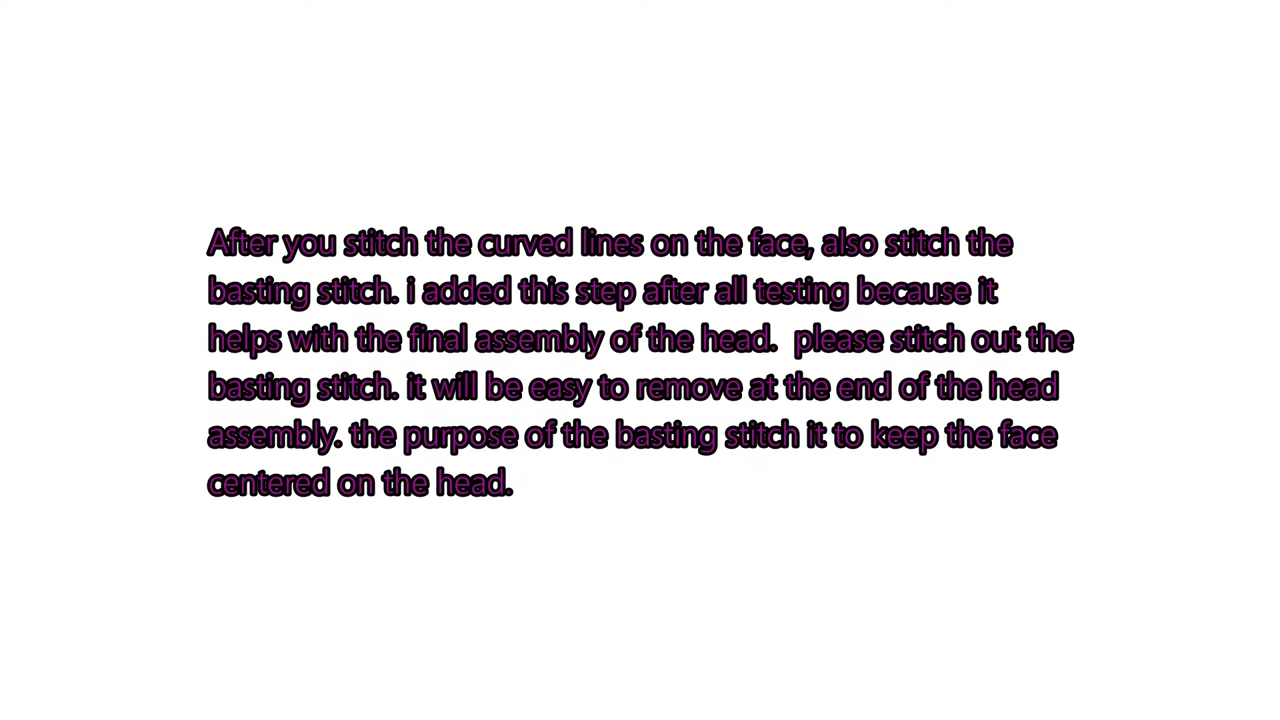 After you stitch the curved lines on the face, also stitch the
basting stitch. i added this step after all testing because it
helps with the final assembly of the head.  please stitch out the
basting stitch. it will be easy to remove at the end of the head
assembly. the purpose of the basting stitch it to keep the face
centered on the head.